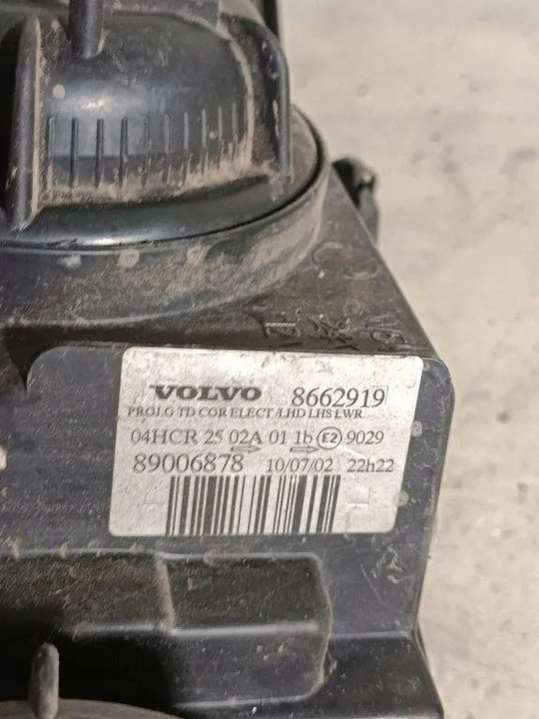 VOLVO 8662919
PROJ.G TD COR ELECT/LHD LHS LWR
04HCR 25 02A 01 1b E2 9029
89006878 10/07/02 22h22